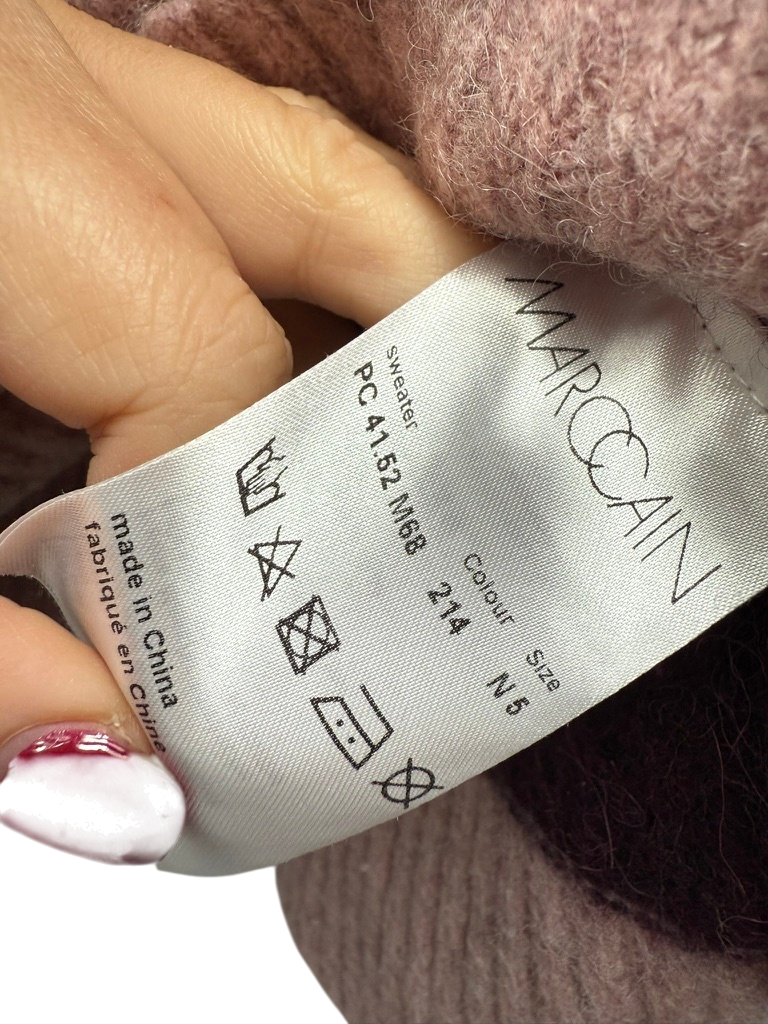 MARCCAIN
sweater Colour Size
PC 41.52 M68 214 N 5
made in China
fabriqué en Chine